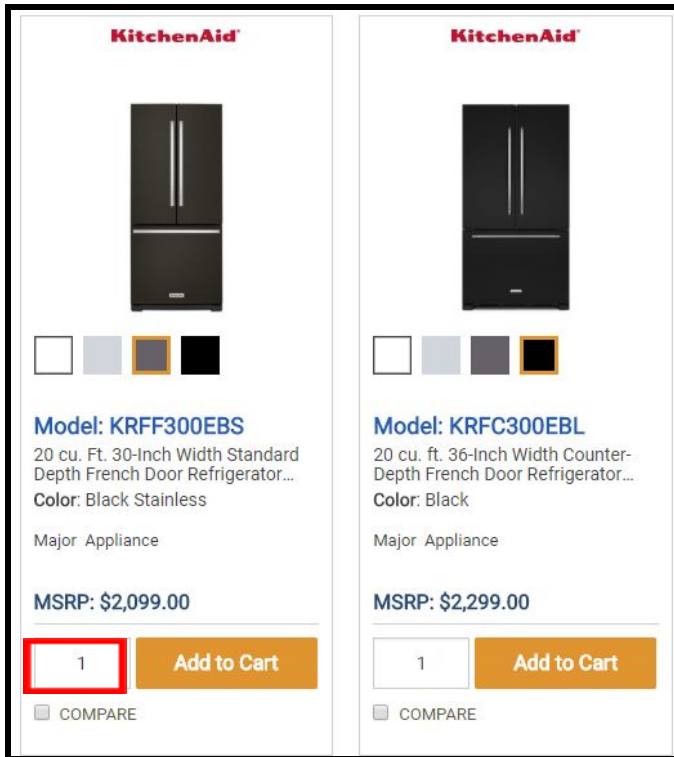 KitchenAid
Model: KRFF300EBS
20 cu. Ft. 30-Inch Width Standard
Depth French Door Refrigerator...
Color: Black Stainless
Major Appliance
MSRP: $2,099.00
1
Add to Cart
COMPARE
KitchenAid
Model: KRFC300EBL
20 cu. ft. 36-Inch Width Counter-
Depth French Door Refrigerator...
Color: Black
Major Appliance
MSRP: $2,299.00
1
Add to Cart
COMPARE